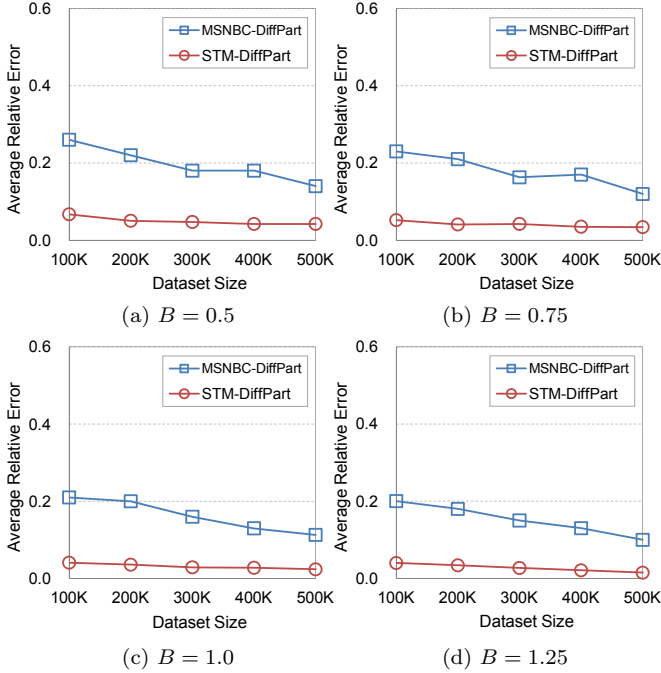 0.6
MSNBC-DiffPart
STM-DiffPart
0.4
0.2
0.0
Average Relative Error
100K 200K 300K 400K 500K
Dataset Size
(a) B = 0.5
0.6
MSNBC-DiffPart
STM-DiffPart
0.4
0.2
0.0
Average Relative Error
100K 200K 300K 400K 500K
Dataset Size
(b) B = 0.75
0.6
MSNBC-DiffPart
STM-DiffPart
0.4
0.2
0.0
Average Relative Error
100K 200K 300K 400K 500K
Dataset Size
(c) B = 1.0
0.6
MSNBC-DiffPart
STM-DiffPart
0.4
0.2
0.0
Average Relative Error
100K 200K 300K 400K 500K
Dataset Size
(d) B = 1.25